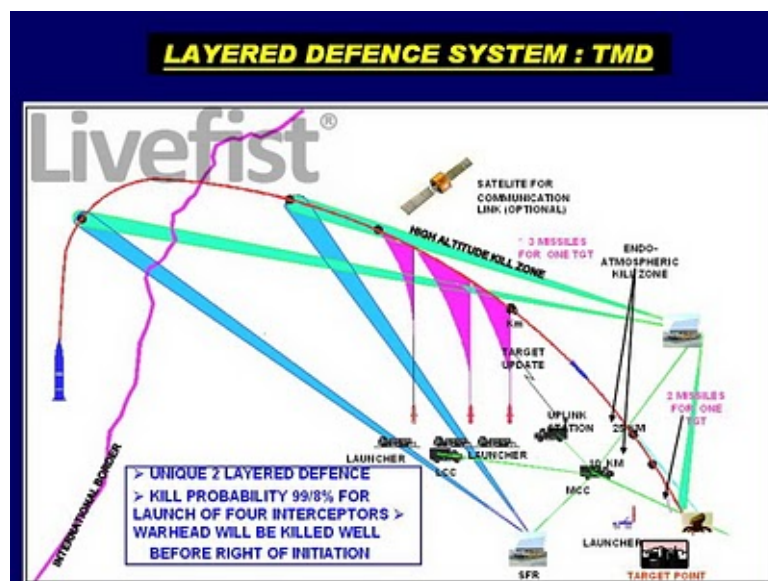 LAYERED DEFENCE SYSTEM : TMD
Livefist®
SATELITE FOR
COMMUNICATION
LINK (OPTIONAL)
HIGH ALTITUDE KILL ZONE
3 MISSILES
FOR ONE TGT
ENDO-
ATMOSPHERIC
KILL ZONE
Km
TARGET
UPDATE
2 MISSILES
FOR ONE
TGT
UPLINK
STATION
25 KM
LAUNCHER
LCC
LAUNCHER
10 KM
MCC
INTERNATIONAL BORDER
➢ UNIQUE 2 LAYERED DEFENCE
➢ KILL PROBABILITY 99/8% FOR
LAUNCH OF FOUR INTERCEPTORS ➢
WARHEAD WILL BE KILLED WELL
BEFORE RIGHT OF INITIATION
LAUNCHER
SFR
TARGET POINT